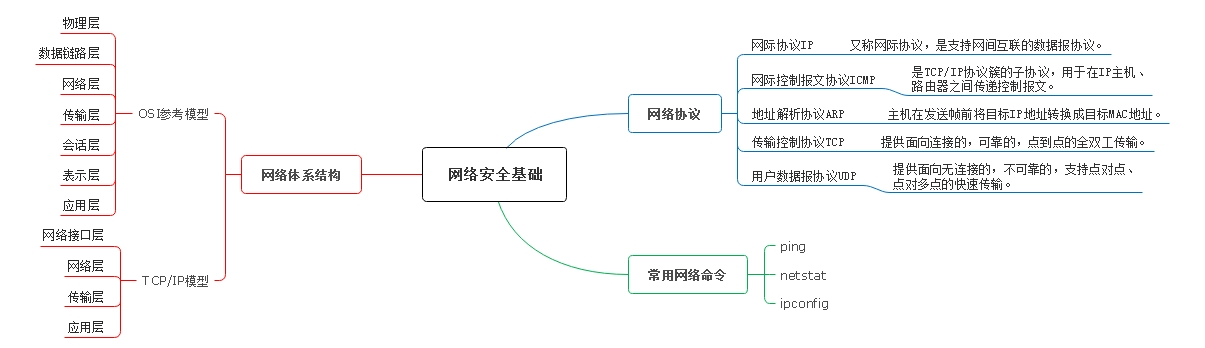 网络安全基础
网络体系结构
OSI参考模型
物理层
数据链路层
网络层
传输层
会话层
表示层
应用层
TCP/IP模型
网络接口层
网络层
传输层
应用层
网络协议
网际协议IP
又称网际协议，是支持网间互联的数据报协议。
网际控制报文协议ICMP
是TCP/IP协议簇的子协议，用于在IP主机、
路由器之间传递控制报文。
地址解析协议ARP
主机在发送帧前将目标IP地址转换成目标MAC地址。
传输控制协议TCP
提供面向连接的，可靠的，点到点的全双工传输。
用户数据报协议UDP
提供面向无连接的，不可靠的，支持点对点、
点对多点的快速传输。
常用网络命令
ping
netstat
ipconfig